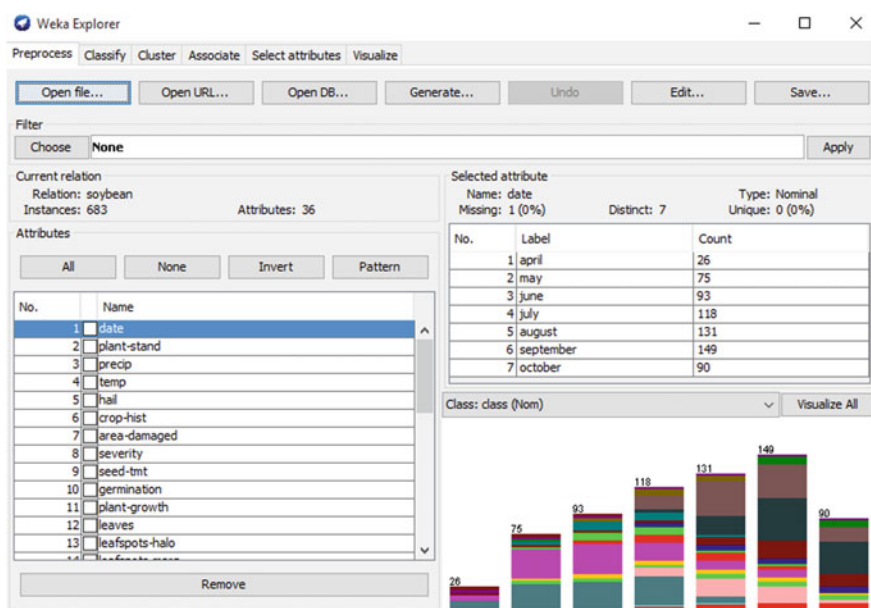 Weka Explorer
Preprocess Classify Cluster Associate Select attributes Visualize
Open file... Open URL... Open DB... Generate... Undo Edit... Save...
Filter
Choose None Apply
Current relation
Relation: soybean
Instances: 683 Attributes: 36
Attributes
All None Invert Pattern
No. Name
1 date
2 plant-stand
3 precip
4 temp
5 hail
6 crop-hist
7 area-damaged
8 severity
9 seed-tmt
10 germination
11 plant-growth
12 leaves
13 leafspots-halo
Remove
Selected attribute
Name: date Type: Nominal
Missing: 1 (0%) Distinct: 7 Unique: 0 (0%)
No. Label Count
1 april 26
2 may 75
3 june 93
4 july 118
5 august 131
6 september 149
7 october 90
Class: class (Nom) Visualize All
26 75 93 118 131 149 90